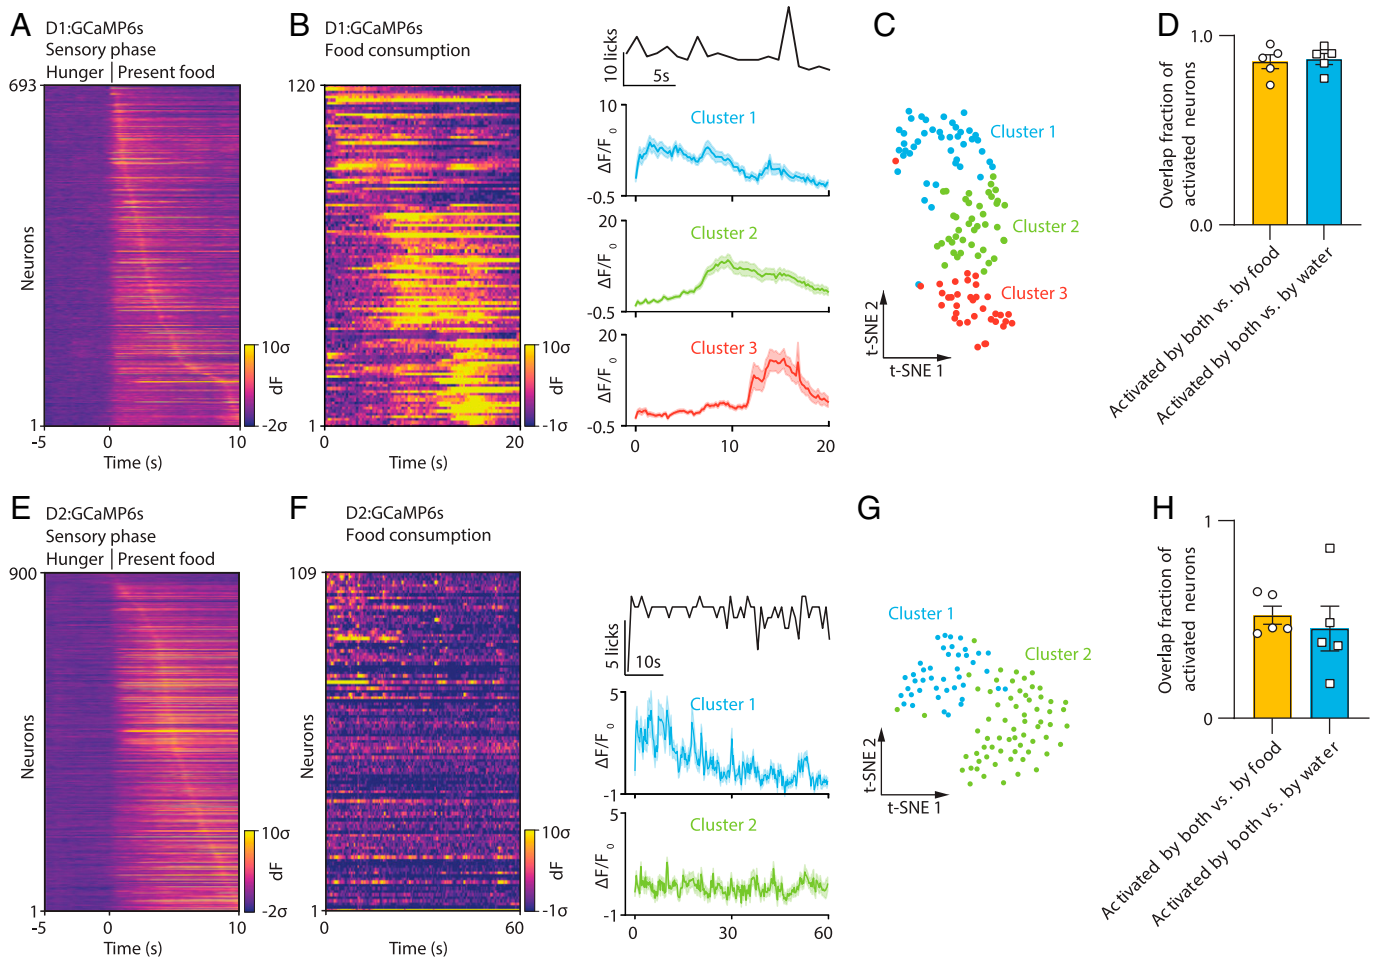 A
D1:GCaMP6s
Sensory phase
Hunger | Present food
693
Neurons
1
-5
0
10
Time (s)
10σ
dF
-2σ
B
D1:GCaMP6s
Food consumption
120
1
0
20
Time (s)
10σ
dF
-1σ
10 licks
5s
10
Cluster 1
ΔF/F0
-0.5
20
Cluster 2
ΔF/F0
-0.5
20
Cluster 3
ΔF/F0
-0.5
0
10
20
C
Cluster 1
Cluster 2
Cluster 3
t-SNE 2
t-SNE 1
D
1.0
Overlap fraction of
activated neurons
0.0
Activated by both vs. by food
Activated by both vs. by water
E
D2:GCaMP6s
Sensory phase
Hunger | Present food
900
Neurons
1
-5
0
10
Time (s)
10σ
dF
-2σ
F
D2:GCaMP6s
Food consumption
109
Neurons
1
0
60
Time (s)
10σ
dF
-1σ
5 licks
10s
5
Cluster 1
ΔF/F0
-1
5
Cluster 2
ΔF/F0
-1
0
30
60
G
Cluster 1
Cluster 2
t-SNE 2
t-SNE 1
H
1
Overlap fraction of
activated neurons
0
Activated by both vs. by food
Activated by both vs. by water